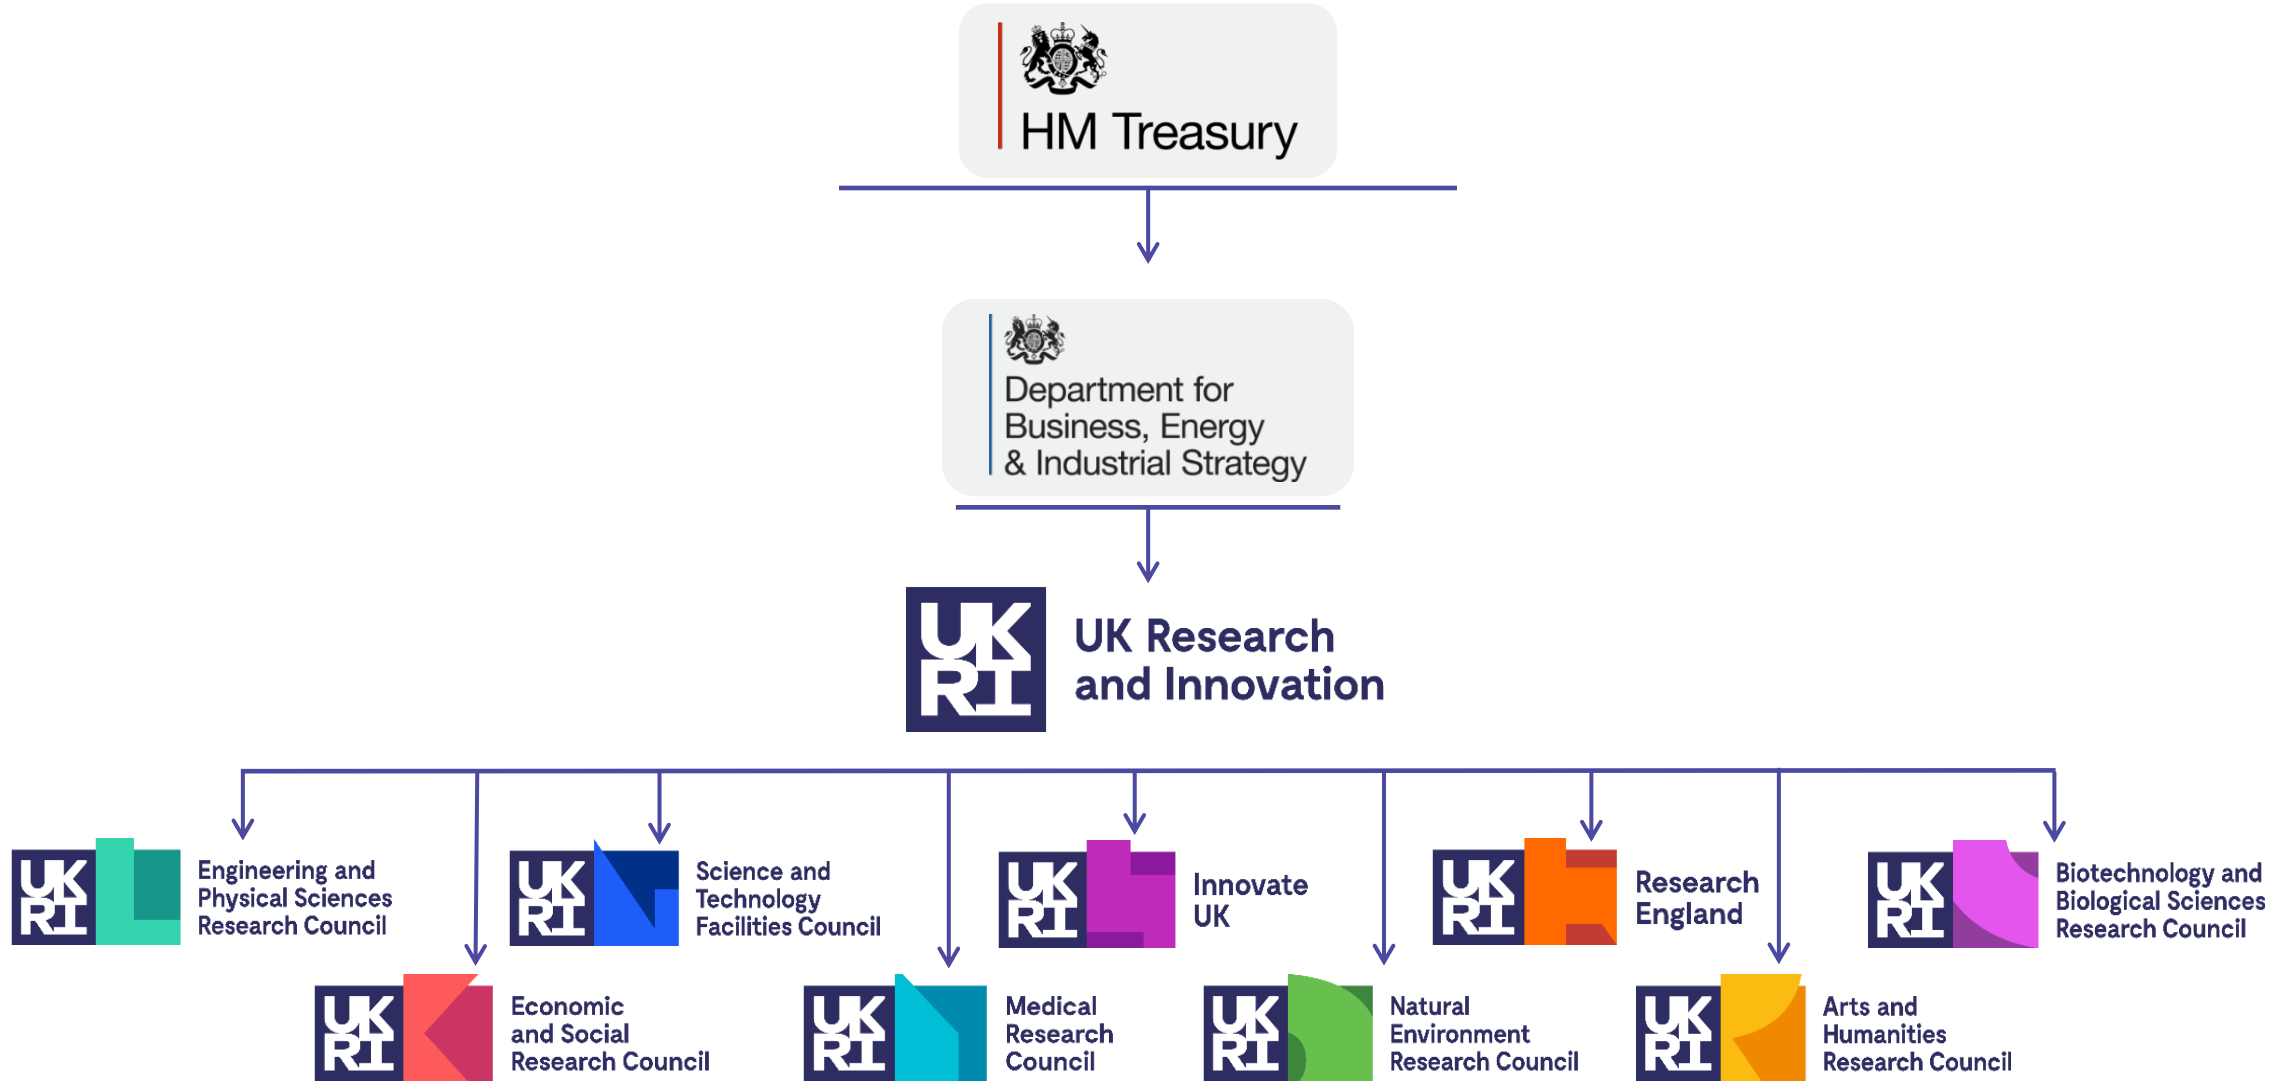 HM Treasury
Department for
Business, Energy
& Industrial Strategy
UK
RI
UK Research
and Innovation
UK
RI
Engineering and
Physical Sciences
Research Council
UK
RI
Science and
Technology
Facilities Council
UK
RI
Innovate
UK
UK
RI
Research
England
UK
RI
Biotechnology and
Biological Sciences
Research Council
UK
RI
Economic
and Social
Research Council
UK
RI
Medical
Research
Council
UK
RI
Natural
Environment
Research Council
UK
RI
Arts and
Humanities
Research Council